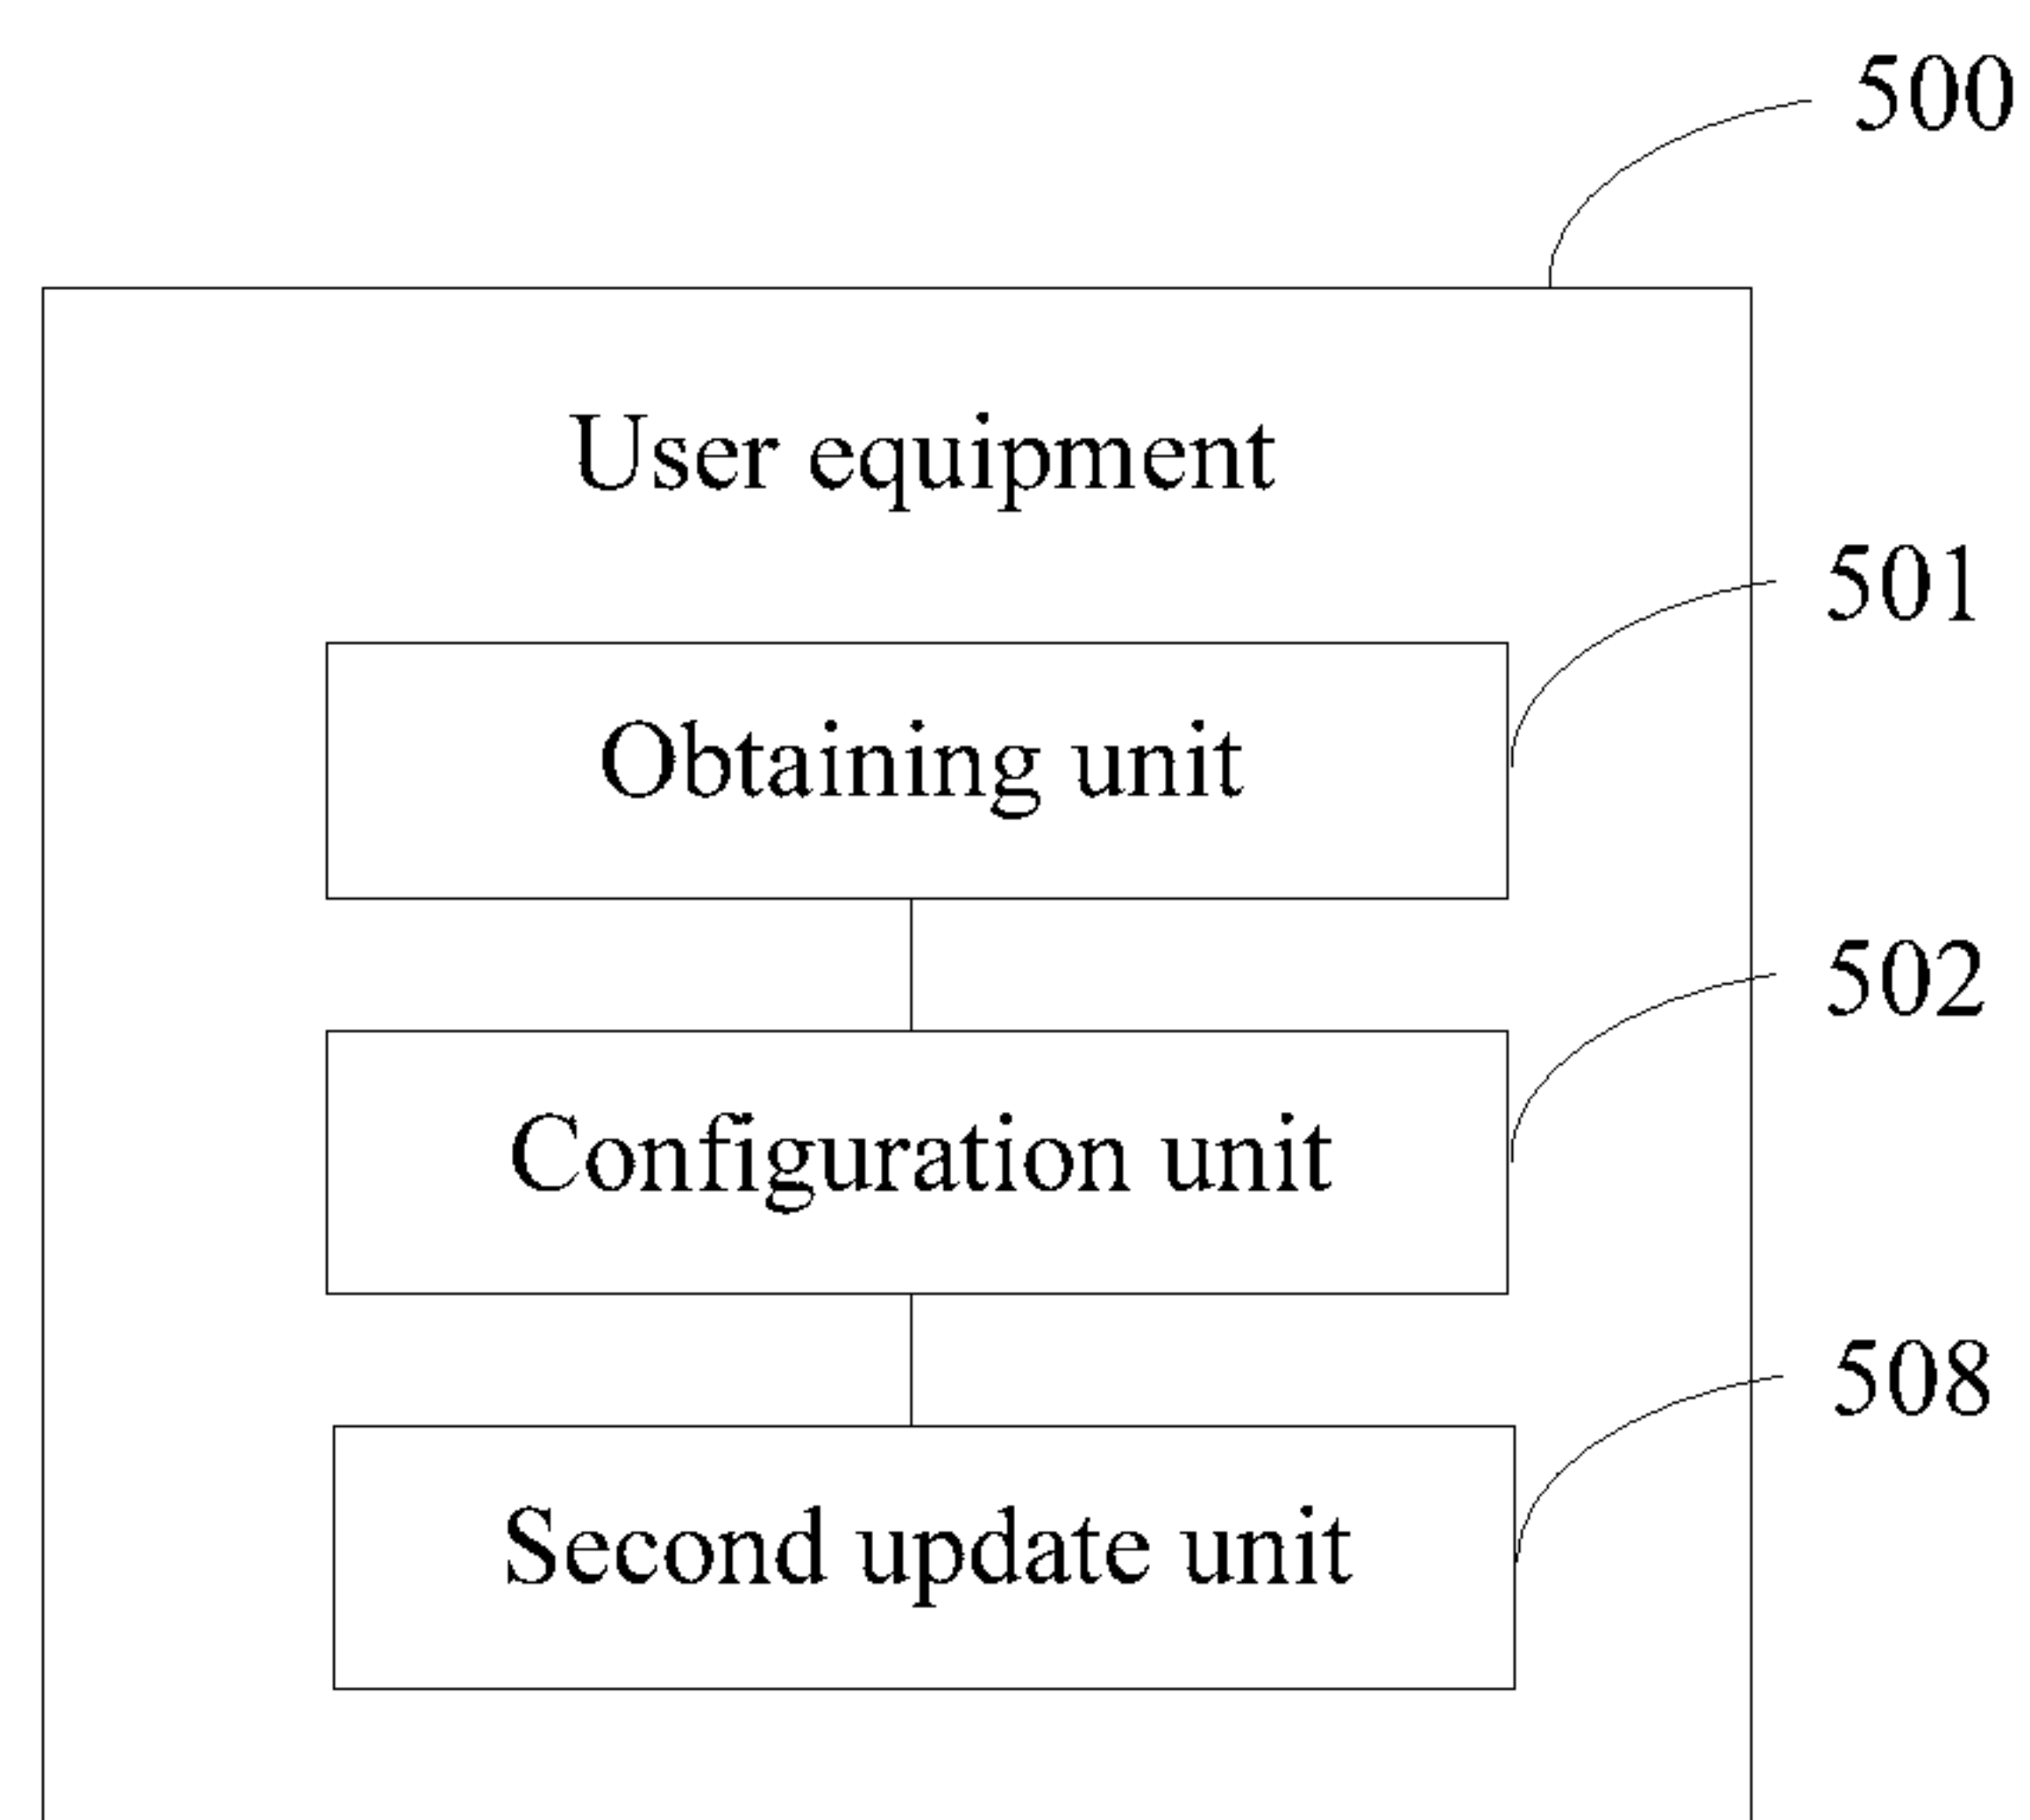 500
User equipment
501
Obtaining unit
502
Configuration unit
508
Second update unit